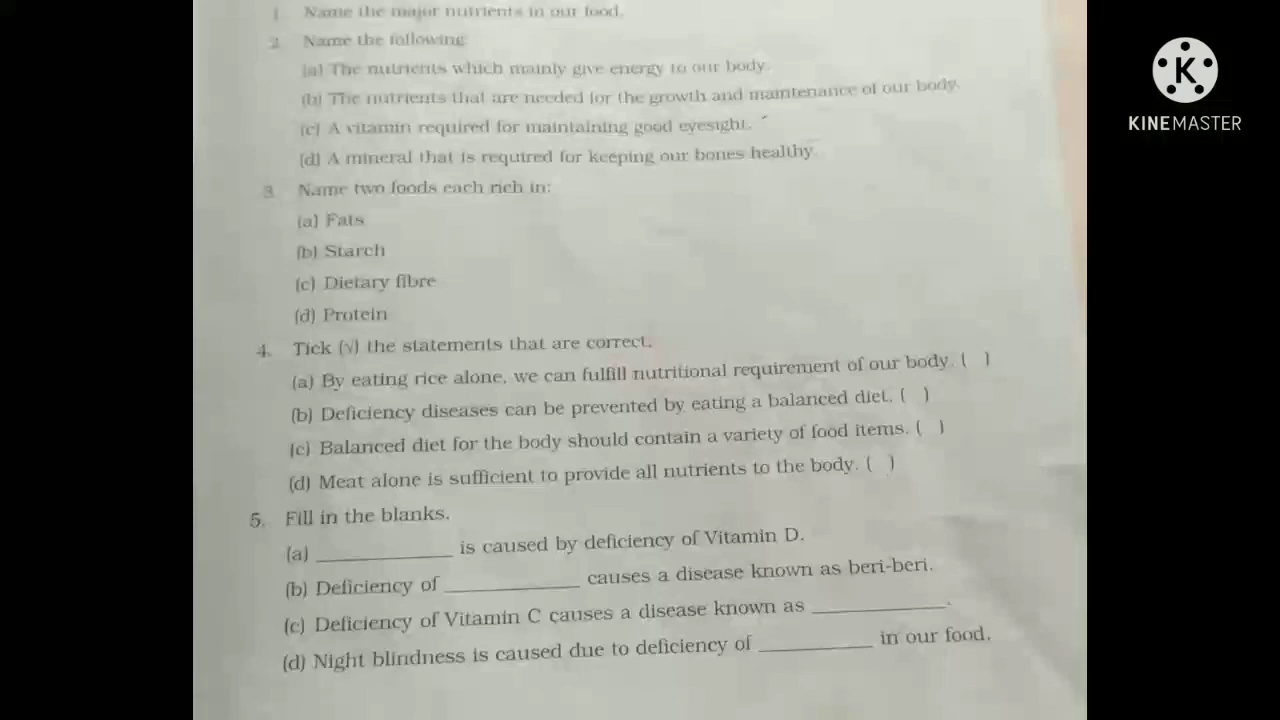 1. Name the major nutrients in our food.
2. Name the following
(a) The nutrients which mainly give energy to our body.
(b) The nutrients that are needed for the growth and maintenance of our body.
(c) A vitamin required for maintaining good eyesight.
(d) A mineral that is required for keeping our bones healthy.
3. Name two foods each rich in:
(a) Fats
(b) Starch
(c) Dietary fibre
(d) Protein
4. Tick (√) the statements that are correct.
(a) By eating rice alone, we can fulfill nutritional requirement of our body. ( )
(b) Deficiency diseases can be prevented by eating a balanced diet. ( )
(c) Balanced diet for the body should contain a variety of food items. ( )
(d) Meat alone is sufficient to provide all nutrients to the body. ( )
5. Fill in the blanks.
(a) ____________ is caused by deficiency of Vitamin D.
(b) Deficiency of ____________ causes a disease known as beri-beri.
(c) Deficiency of Vitamin C causes a disease known as ____________.
(d) Night blindness is caused due to deficiency of __________ in our food.
K
KINEMASTER